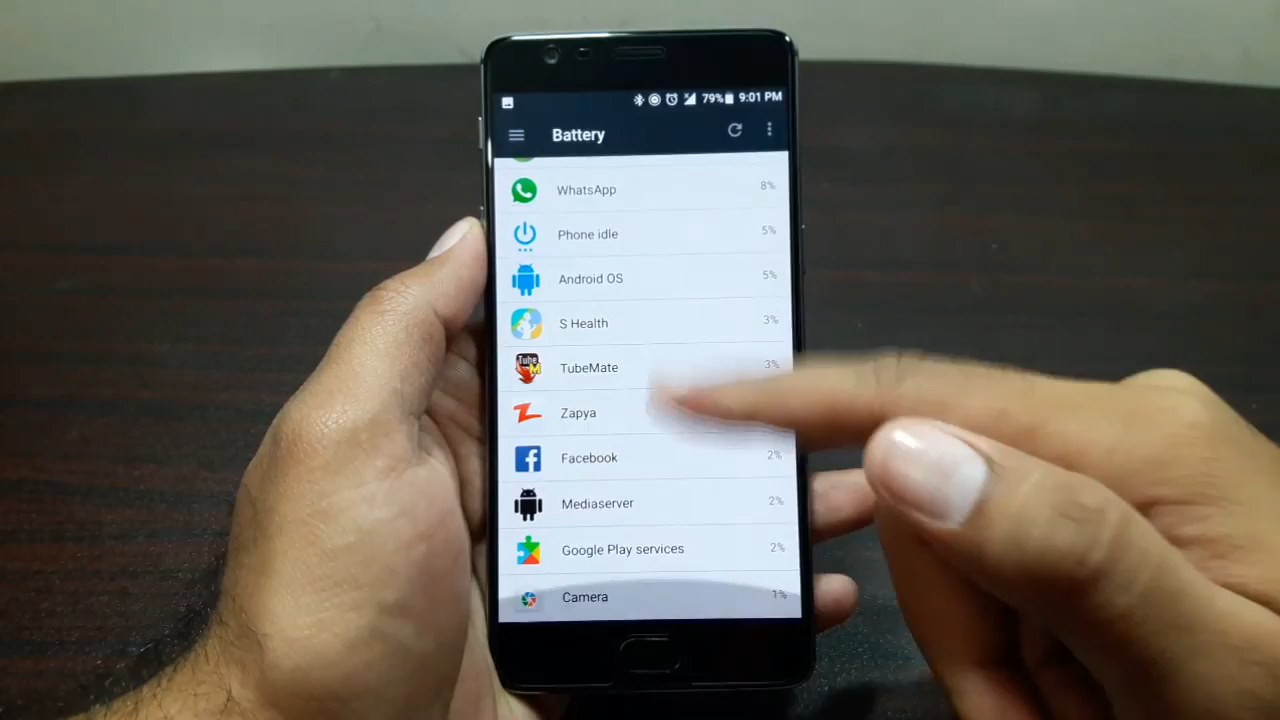 79% 9:01 PM
Battery
WhatsApp 8%
Phone idle 5%
Android OS 5%
S Health 3%
TubeMate 3%
Zapya
Facebook 2%
Mediaserver 2%
Google Play services 2%
Camera 1%